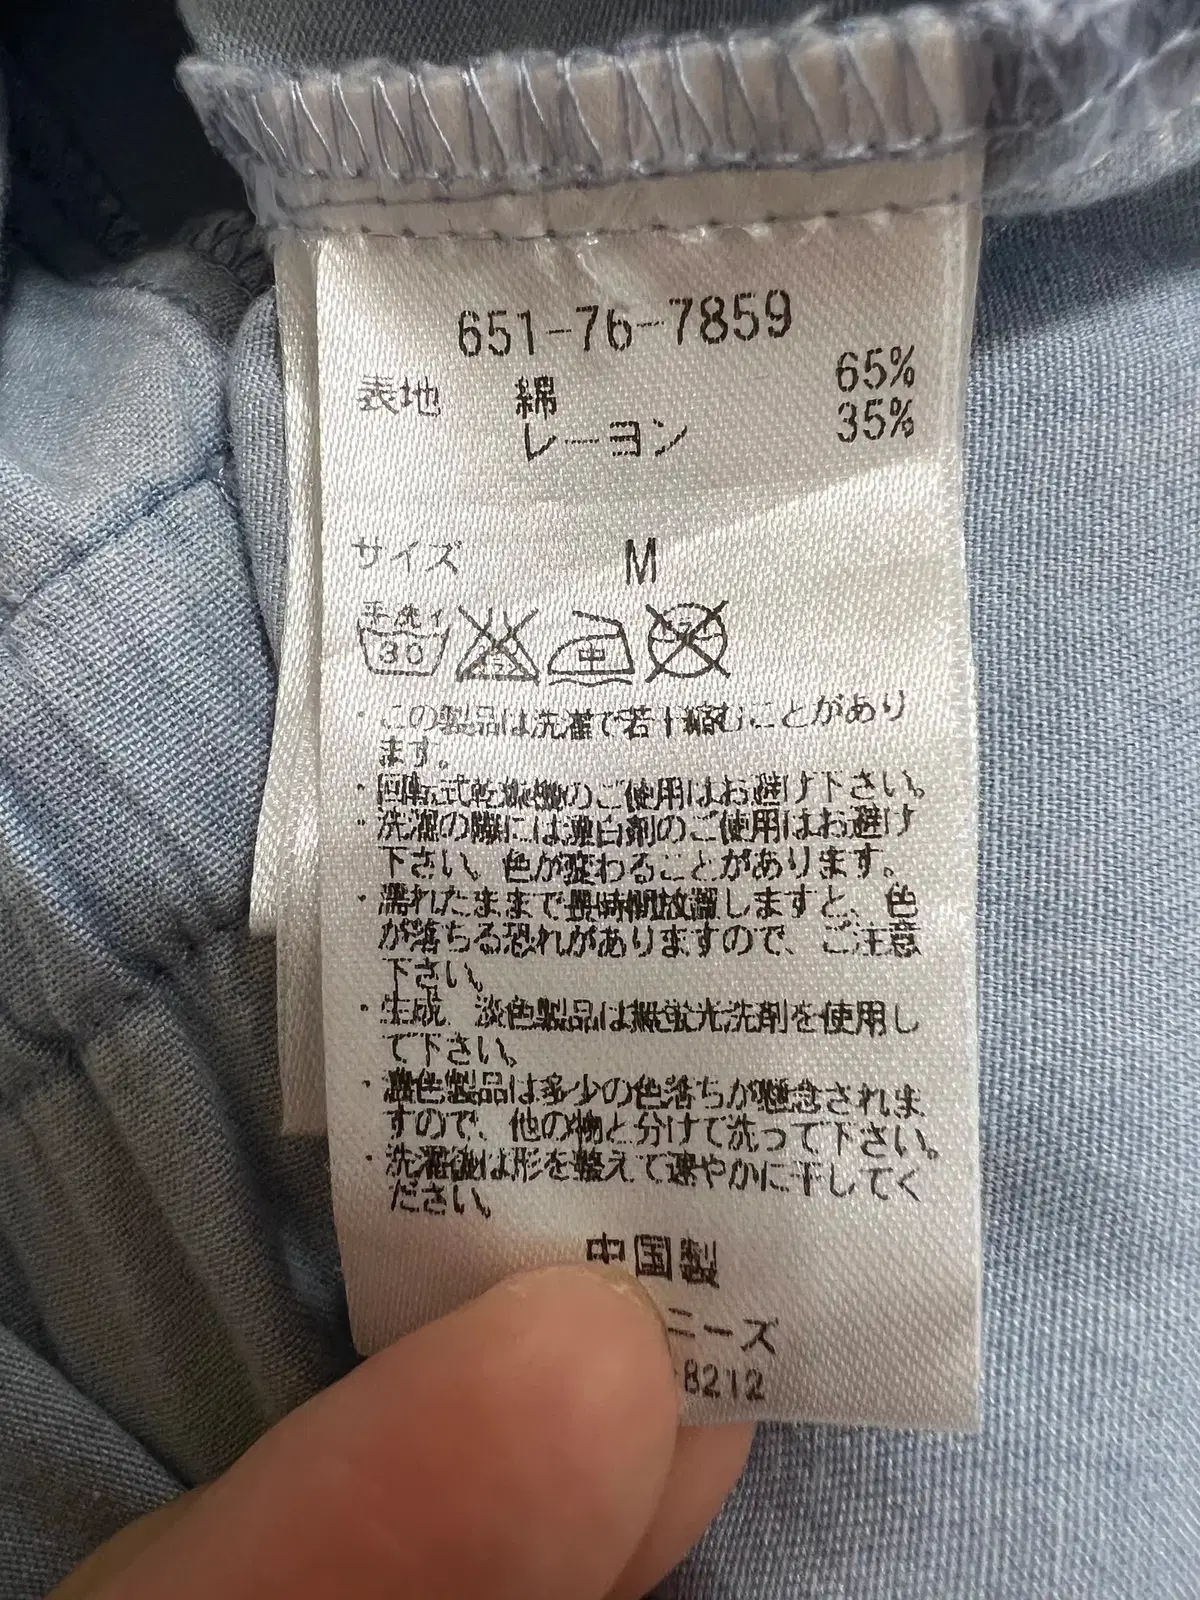 651-76-7859
表地 綿 65%
レーヨン 35%
サイズ M
手洗イ
30
中
・この製品は洗濯で若干縮むことがあり
ます。
・回転式乾燥機のご使用はお避け下さい。
・洗濯の際には漂白剤のご使用はお避け
下さい。色が変わることがあります。
・濡れたままで長時間放置しますと、色
が落ちる恐れがありますので、ご注意
下さい。
・生成、淡色製品は無蛍光洗剤を使用し
て下さい。
・濃色製品は多少の色落ちが懸念されま
すので、他の物と分けて洗って下さい。
・洗濯後は形を整えて速やかに干してく
ださい。
中国製
ニーズ
8212